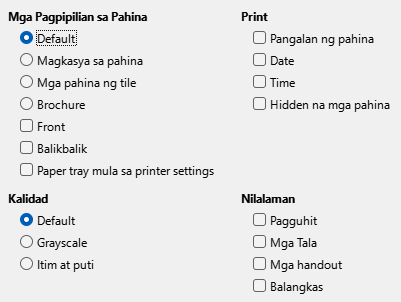 Mga Pagpipilian sa Pahina
Default
Magkasya sa pahina
Mga pahina ng tile
Brochure
Front
Balikbalik
Paper tray mula sa printer settings
Print
Pangalan ng pahina
Date
Time
Hidden na mga pahina
Kalidad
Default
Grayscale
Itim at puti
Nilalaman
Pagguhit
Mga Tala
Mga handout
Balangkas